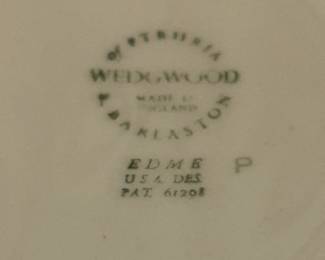 of ETRURIA
WEDGWOOD
MADE IN
ENGLAND
& BARLASTON
EDME P
U.S.A. DES.
PAT. 61208